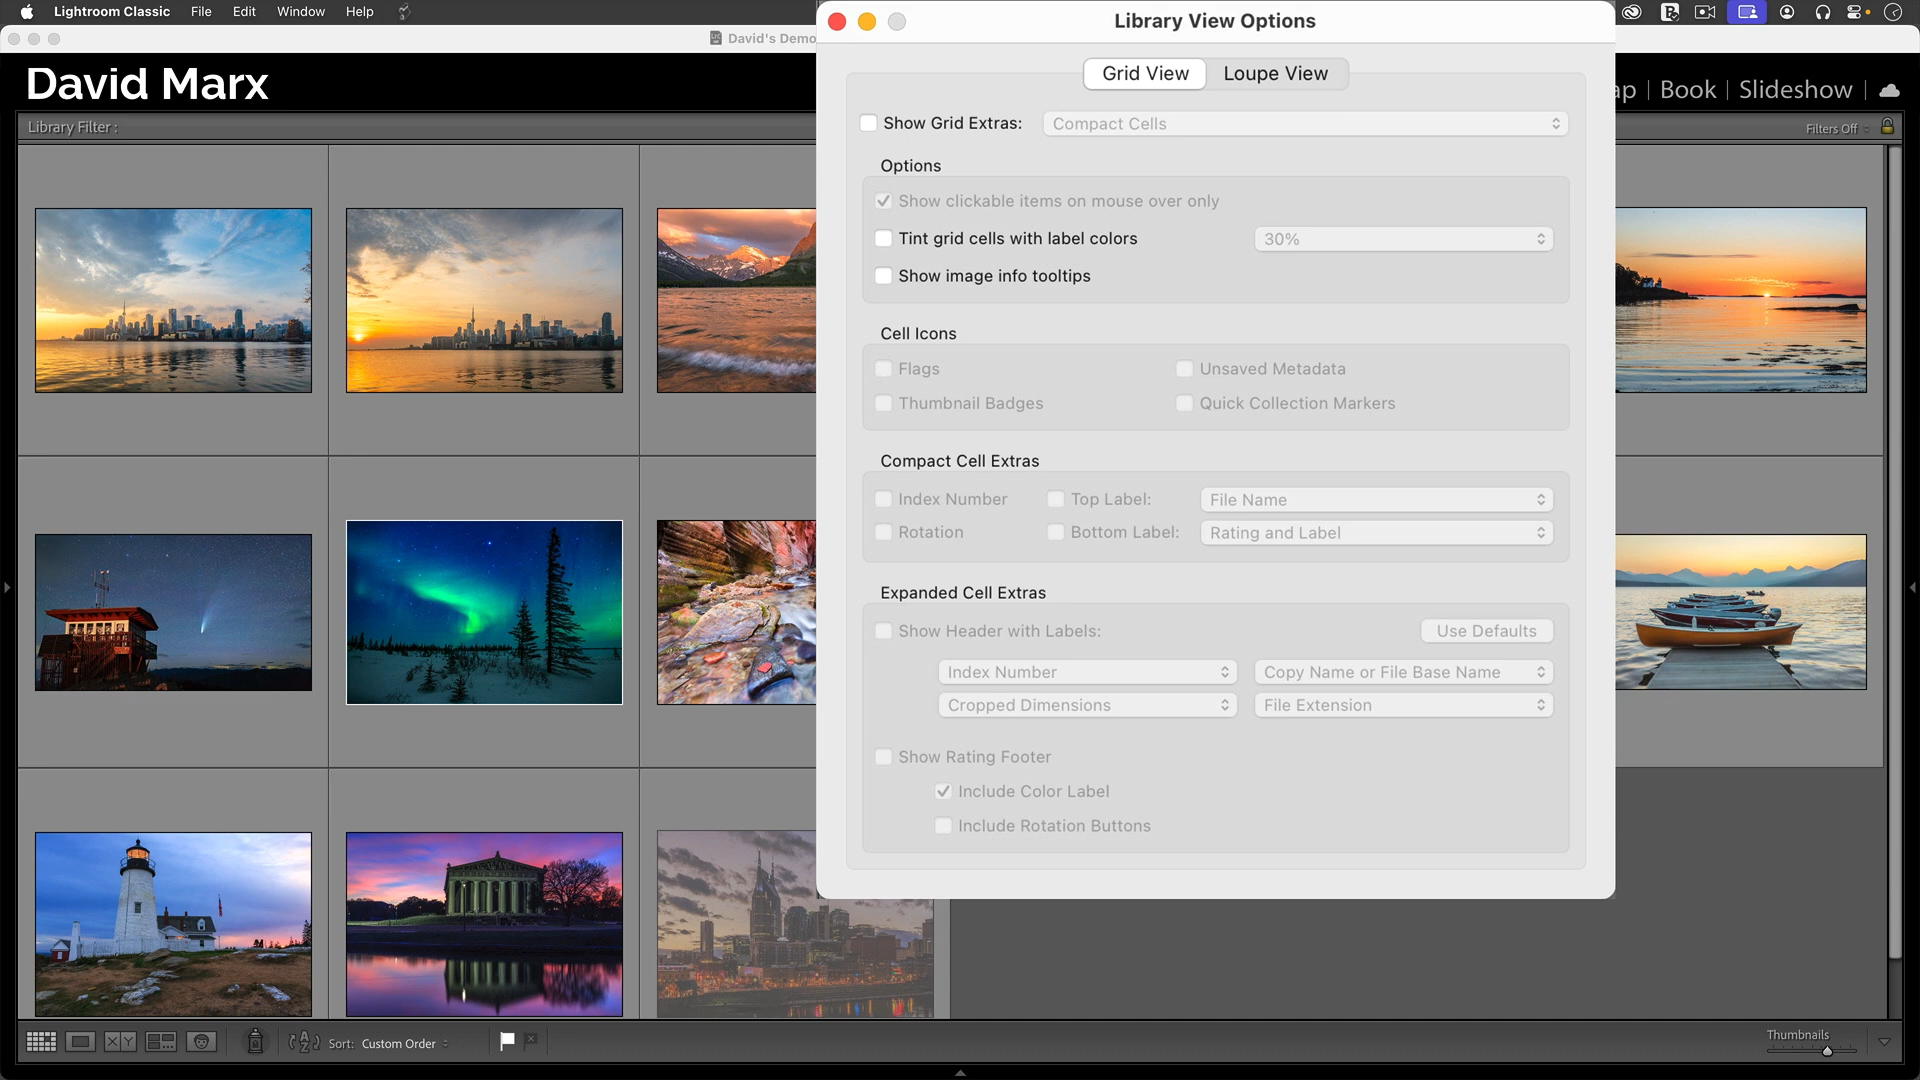 Lightroom Classic File Edit Window Help
Library View Options
David's Demo
Grid View Loupe View
David Marx
Book Slideshow
Library Filter :
Filters Off
Show Grid Extras: Compact Cells
Options
Show clickable items on mouse over only
Tint grid cells with label colors 30%
Show image info tooltips
Cell Icons
Flags Unsaved Metadata
Thumbnail Badges Quick Collection Markers
Compact Cell Extras
Index Number Top Label: File Name
Rotation Bottom Label: Rating and Label
Expanded Cell Extras
Show Header with Labels: Use Defaults
Index Number Copy Name or File Base Name
Cropped Dimensions File Extension
Show Rating Footer
Include Color Label
Include Rotation Buttons
Sort: Custom Order
Thumbnails